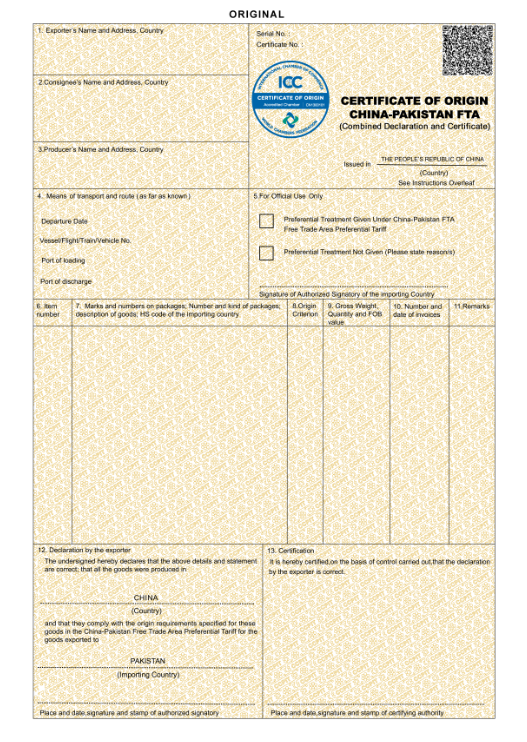 ORIGINAL
1. Exporter's Name and Address, Country
Serial No. :
Certificate No. :
2.Consignee's Name and Address, Country
INTERNATIONAL CHAMBER OF COMMERCE
ICC
CERTIFICATE OF ORIGIN
Accredited Chamber
WORLD CHAMBERS FEDERATION
CERTIFICATE OF ORIGIN
CHINA-PAKISTAN FTA
(Combined Declaration and Certificate)
3.Producer's Name and Address, Country
Issued in THE PEOPLE'S REPUBLIC OF CHINA
(Country)
See Instructions Overleaf
4. Means of transport and route (as far as known)
Departure Date
Vessel/Flight/Train/Vehicle No.
Port of loading
Port of discharge
5.For Official Use Only
Preferential Treatment Given Under China-Pakistan FTA
Free Trade Area Preferential Tariff
Preferential Treatment Not Given (Please state reason/s)
Signature of Authorized Signatory of the Importing Country
6. Item
number
7. Marks and numbers on packages; Number and kind of packages;
description of goods; HS code of the importing country
8.Origin
Criterion
9. Gross Weight,
Quantity and FOB
value
10. Number and
date of invoices
11.Remarks
12. Declaration by the exporter
The undersigned hereby declares that the above details and statement
are correct; that all the goods were produced in
CHINA
(Country)
and that they comply with the origin requirements specified for these
goods in the China-Pakistan Free Trade Area Preferential Tariff for the
goods exported to
PAKISTAN
(Importing Country)
Place and date,signature and stamp of authorized signatory
13. Certification
It is hereby certified,on the basis of control carried out,that the declaration
by the exporter is correct.
Place and date,signature and stamp of certifying authority